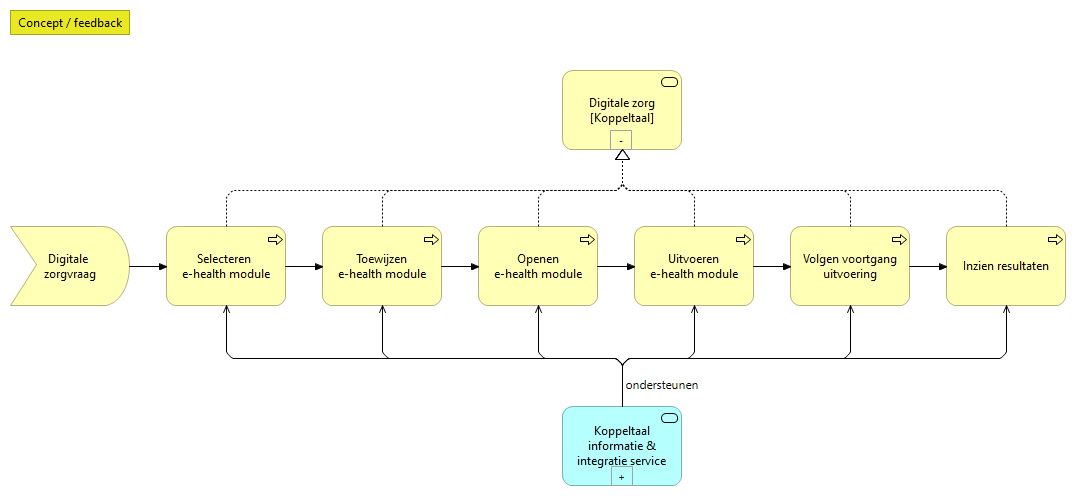 Concept / feedback
Digitale zorg
[Koppeltaal]
-
Digitale
zorgvraag
Selecteren
e-health module
Toewijzen
e-health module
Openen
e-health module
Uitvoeren
e-health module
Volgen voortgang
uitvoering
Inzien resultaten
ondersteunen
Koppeltaal
informatie &
integratie service
+